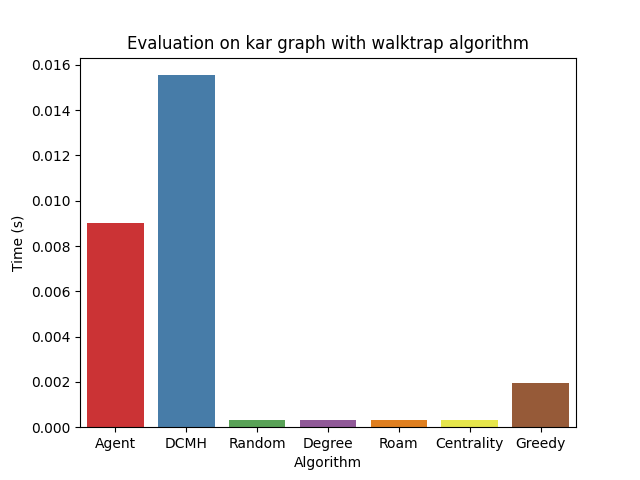 Evaluation on kar graph with walktrap algorithm
0.016
0.014
0.012
0.010
0.008
0.006
0.004
0.002
0.000
Time (s)
Agent DCMH Random Degree Roam Centrality Greedy
Algorithm